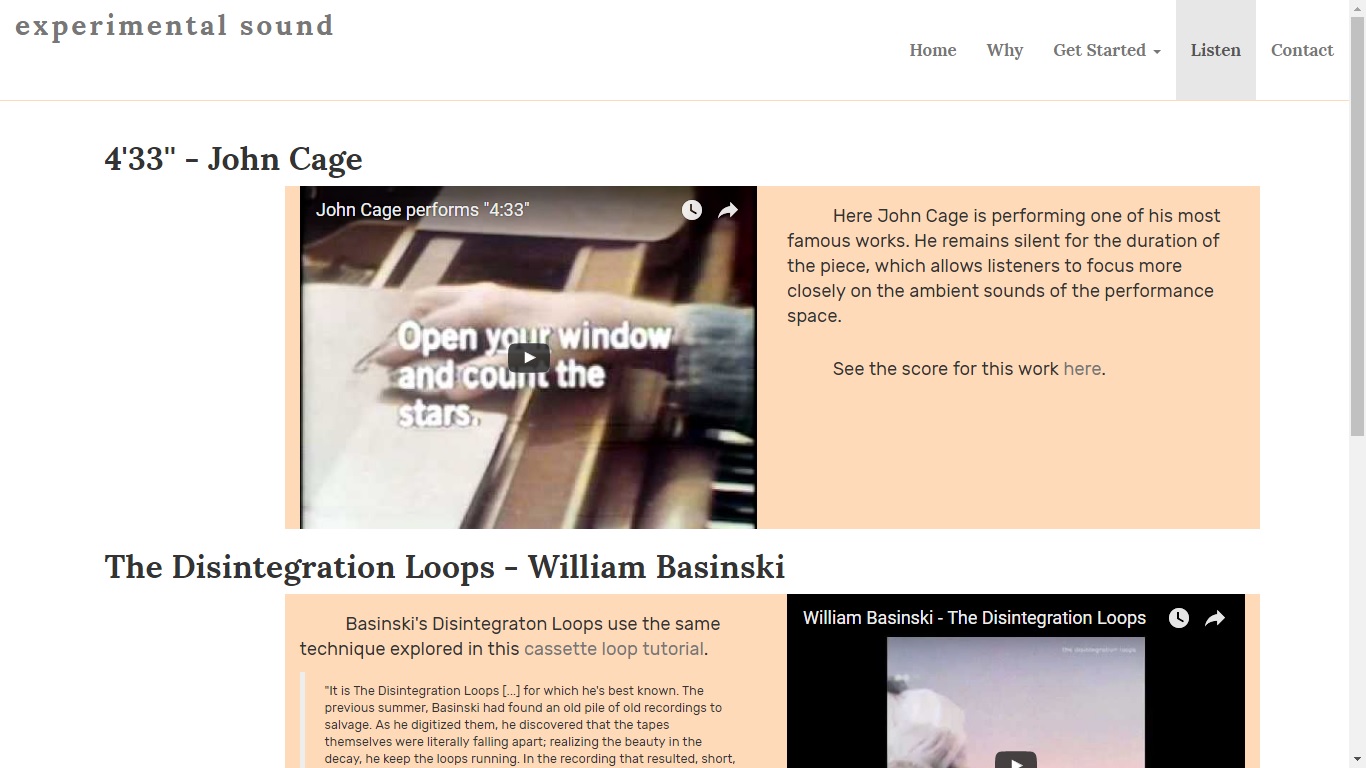 experimental sound
Home Why Get Started Listen Contact
4'33" - John Cage
John Cage performs "4:33"
Open your window
and count the
stars.
Here John Cage is performing one of his most
famous works. He remains silent for the duration of
the piece, which allows listeners to focus more
closely on the ambient sounds of the performance
space.
See the score for this work here.
The Disintegration Loops - William Basinski
Basinski's Disintegraton Loops use the same
technique explored in this cassette loop tutorial.
"It is The Disintegration Loops [...] for which he's best known. The
previous summer, Basinski had found an old pile of old recordings to
salvage. As he digitized them, he discovered that the tapes
themselves were literally falling apart; realizing the beauty in the
decay, he keep the loops running. In the recording that resulted, short,
William Basinski - The Disintegration Loops
the disintegration loops